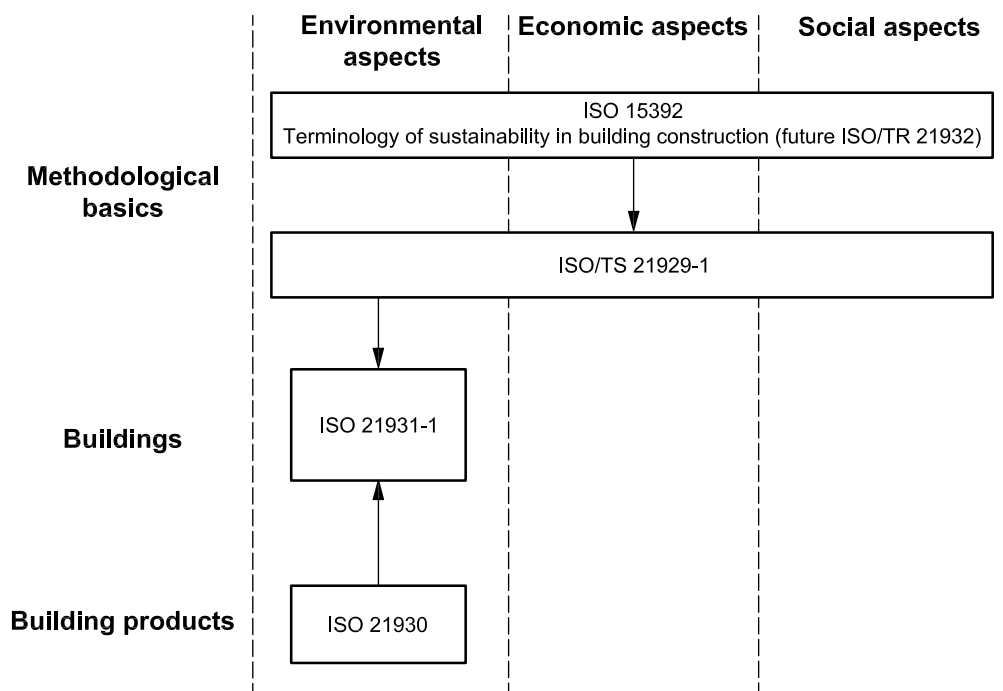 Environmental
aspects
Economic aspects
Social aspects
Methodological
basics
ISO 15392
Terminology of sustainability in building construction (future ISO/TR 21932)
ISO/TS 21929-1
Buildings
ISO 21931-1
Building products
ISO 21930